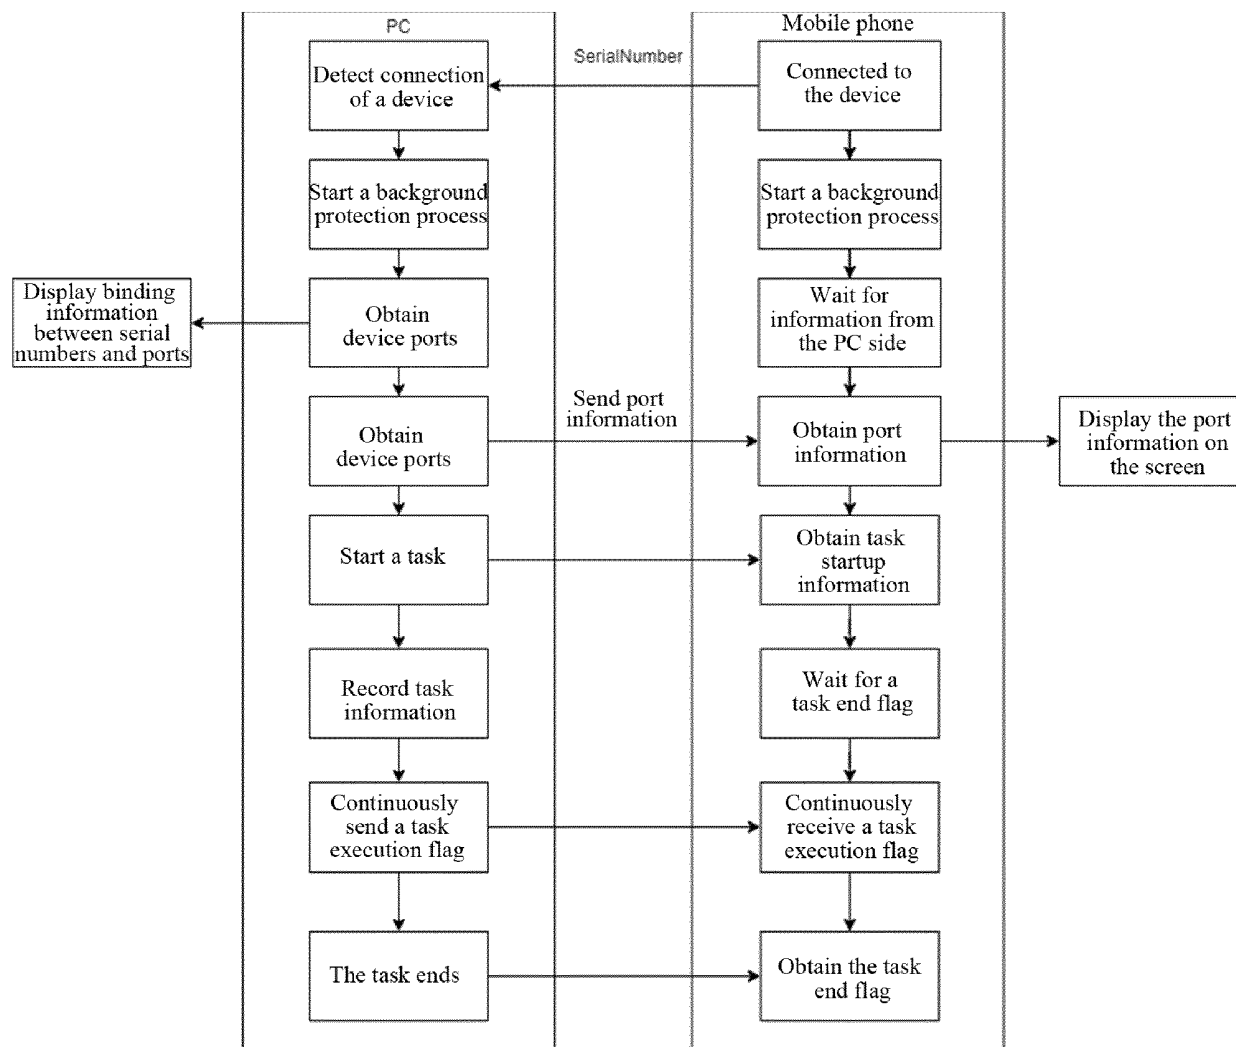 PC
Mobile phone
SerialNumber
Detect connection
of a device
Connected to
the device
Start a background
protection process
Start a background
protection process
Display binding
information
between serial
numbers and ports
Obtain
device ports
Wait for
information from
the PC side
Obtain
device ports
Send port
information
Obtain port
information
Display the port
information on
the screen
Start a task
Obtain task
startup
information
Record task
information
Wait for a
task end flag
Continuously
send a task
execution flag
Continuously
receive a task
execution flag
The task ends
Obtain the task
end flag